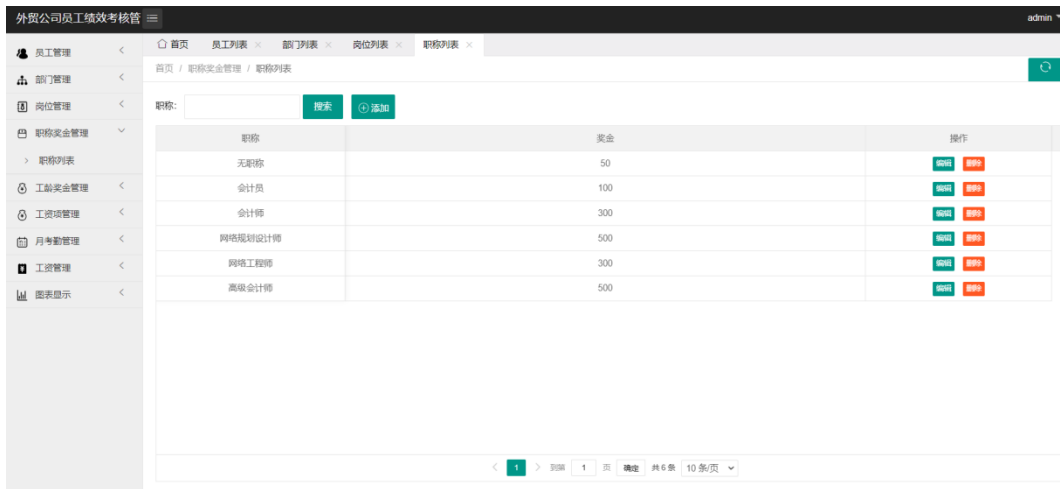 外贸公司员工绩效考核管
admin
员工管理
部门管理
岗位管理
职称奖金管理
职称列表
工龄奖金管理
工资项管理
月考勤管理
工资管理
图表显示
首页 员工列表 部门列表 岗位列表 职称列表
首页 / 职称奖金管理 / 职称列表
职称: 搜索 添加
职称 奖金 操作
无职称 50 编辑 删除
会计员 100 编辑 删除
会计师 300 编辑 删除
网络规划设计师 500 编辑 删除
网络工程师 300 编辑 删除
高级会计师 500 编辑 删除
1 到第 1 页 确定 共 6 条 10 条/页